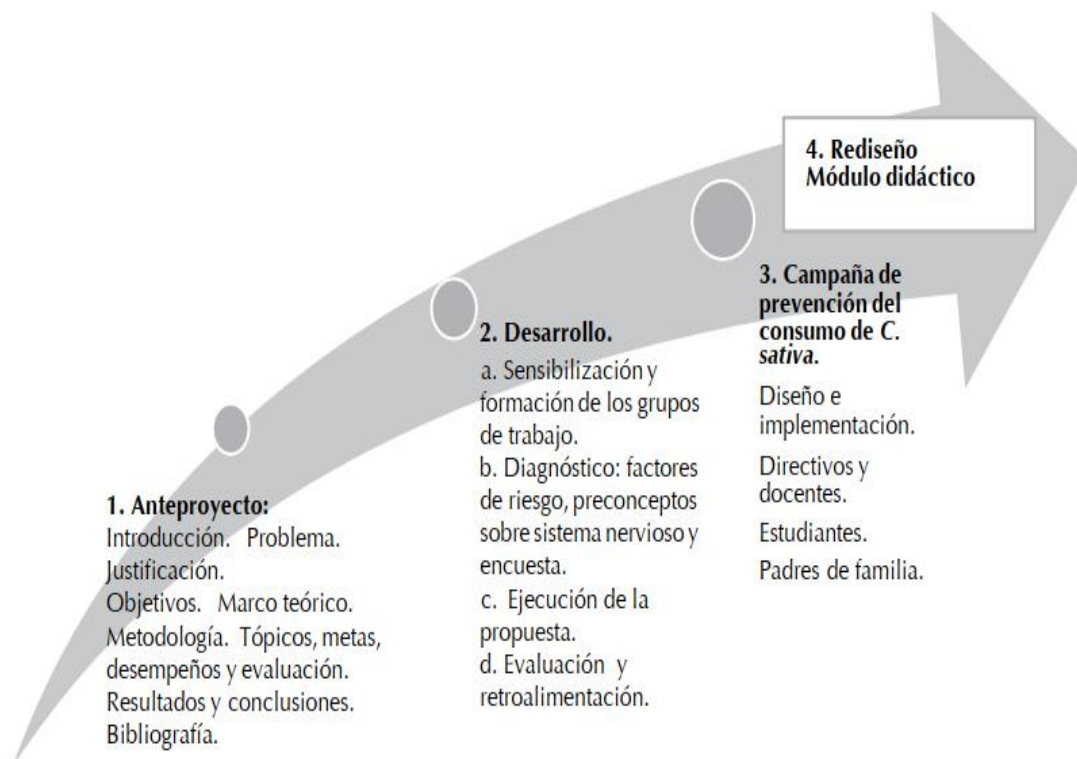 1. Anteproyecto:
Introducción. Problema.
Justificación.
Objetivos. Marco teórico.
Metodología. Tópicos, metas,
desempeños y evaluación.
Resultados y conclusiones.
Bibliografía.
2. Desarrollo.
a. Sensibilización y
formación de los grupos
de trabajo.
b. Diagnóstico: factores
de riesgo, preconceptos
sobre sistema nervioso y
encuesta.
c. Ejecución de la
propuesta.
d. Evaluación y
retroalimentación.
3. Campaña de
prevención del
consumo de C.
sativa.
Diseño e
implementación.
Directivos y
docentes.
Estudiantes.
Padres de familia.
4. Rediseño
Módulo didáctico